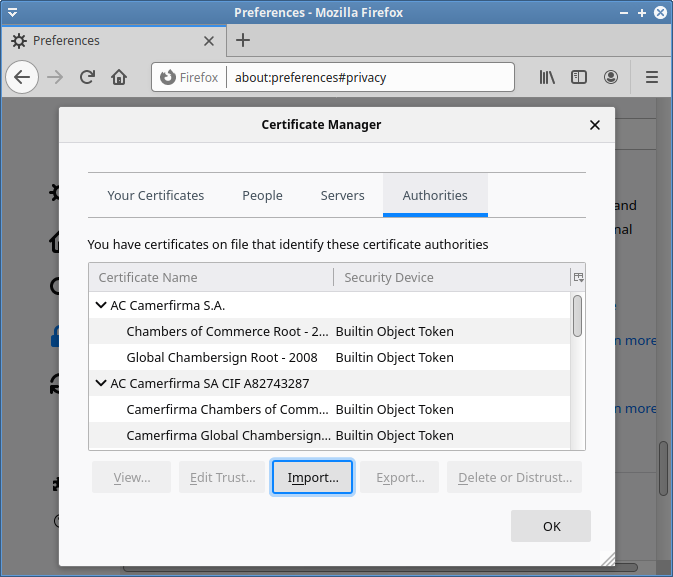 Preferences - Mozilla Firefox
Preferences
Firefox
about:preferences#privacy
Certificate Manager
Your Certificates
People
Servers
Authorities
and
mal
You have certificates on file that identify these certificate authorities
Certificate Name
Security Device
AC Camerfirma S.A.
Chambers of Commerce Root - 2...
Builtin Object Token
n more
Global Chambersign Root - 2008
Builtin Object Token
AC Camerfirma SA CIF A82743287
Camerfirma Chambers of Comm...
Builtin Object Token
n more
Camerfirma Global Chambersign...
Builtin Object Token
View...
Edit Trust...
Import...
Export...
Delete or Distrust...
OK